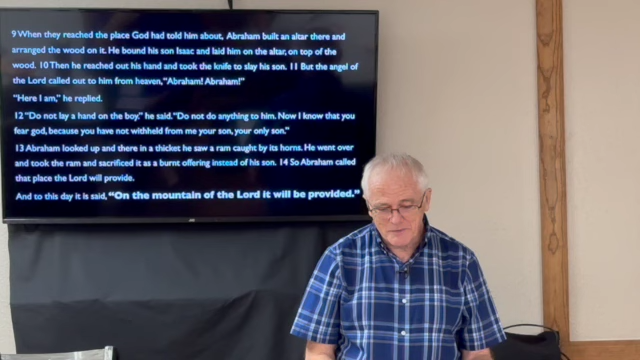 9 When they reached the place God had told him about, Abraham built an altar there and
arranged the wood on it. He bound his son Isaac and laid him on the altar, on top of the
wood. 10 Then he reached out his hand and took the knife to slay his son. 11 But the angel of
the Lord called out to him from heaven, “Abraham! Abraham!”
“Here I am,” he replied.
12 “Do not lay a hand on the boy,” he said. “Do not do anything to him. Now I know that you
fear god, because you have not withheld from me your son, your only son.”
13 Abraham looked up and there in a thicket he saw a ram caught by its horns. He went over
and took the ram and sacrificed it as a burnt offering instead of his son. 14 So Abraham called
that place the Lord will provide.
And to this day it is said, “On the mountain of the Lord it will be provided.”